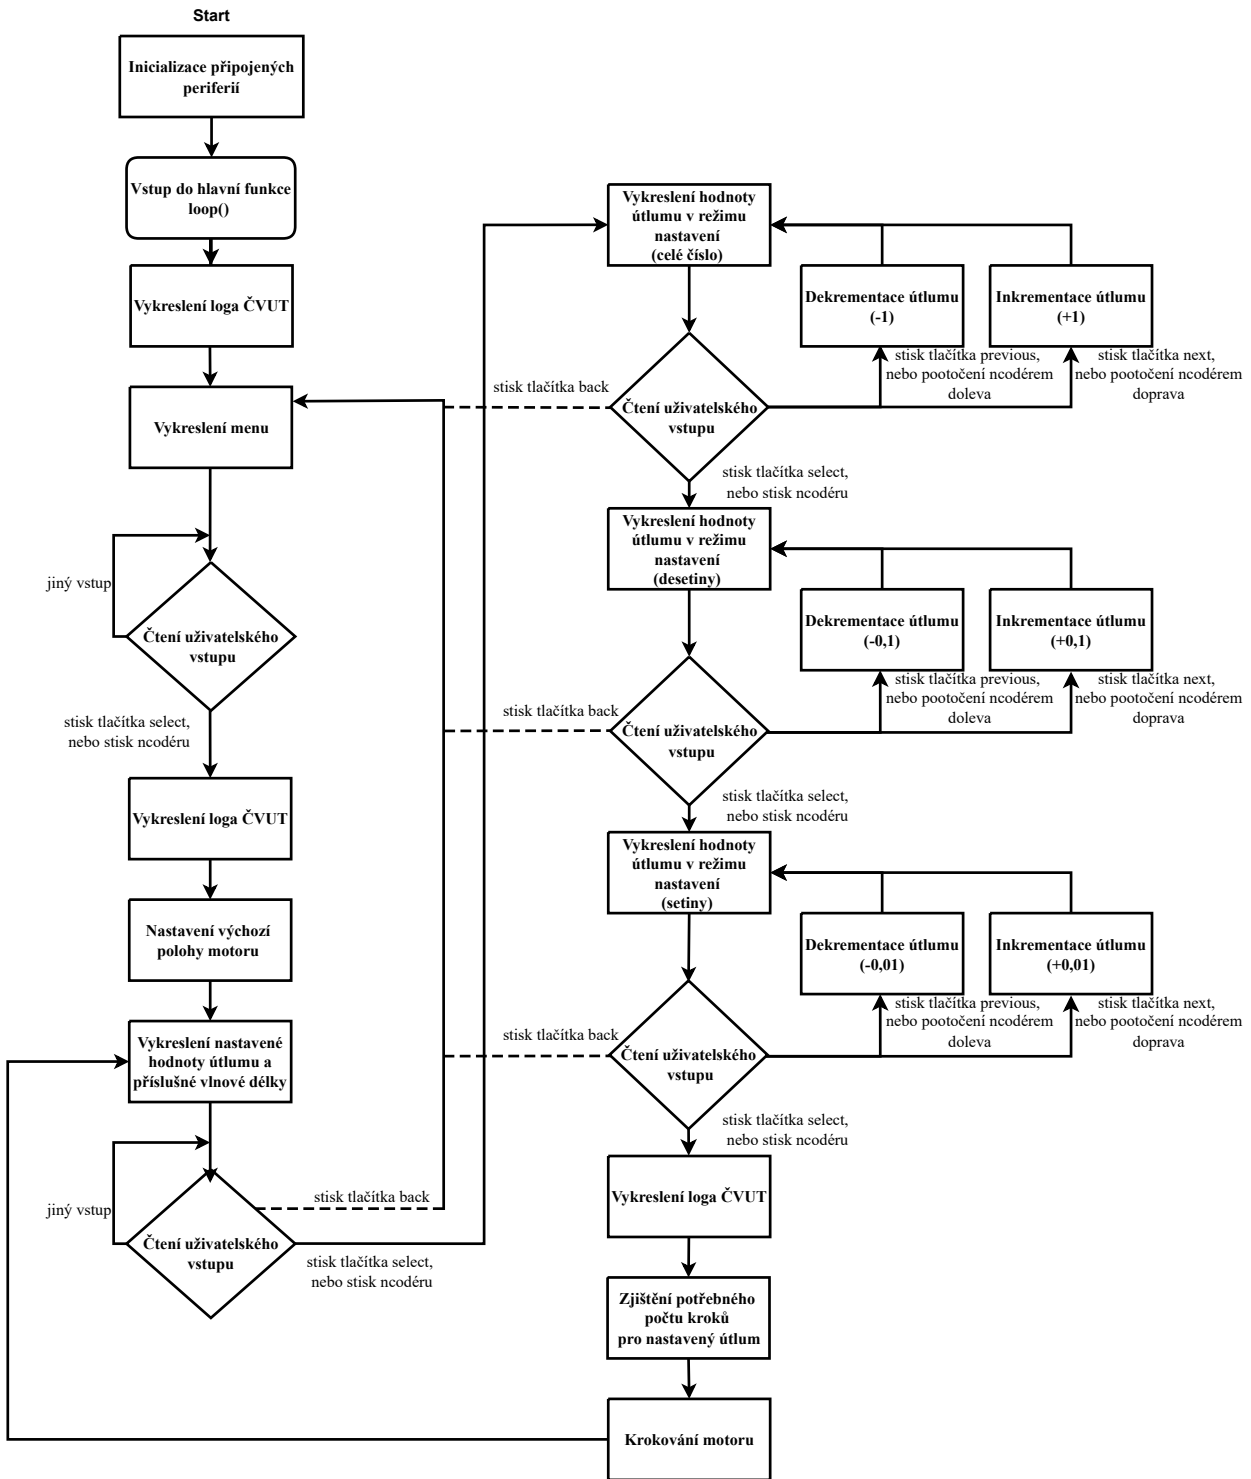 Start
Inicializace připojených
periferií
Vstup do hlavní funkce
loop()
Vykreslení loga ČVUT
Vykreslení menu
jiný vstup
Čtení uživatelského
vstupu
stisk tlačítka select,
nebo stisk ncodéru
Vykreslení loga ČVUT
Nastavení výchozí
polohy motoru
Vykreslení nastavené
hodnoty útlumu a
příslušné vlnové délky
jiný vstup
Čtení uživatelského
vstupu
stisk tlačítka back
stisk tlačítka select,
nebo stisk ncodéru
Vykreslení hodnoty
útlumu v režimu
nastavení
(celé číslo)
Dekrementace útlumu
(-1)
Inkrementace útlumu
(+1)
stisk tlačítka previous,
nebo pootočení ncodérem
doleva
stisk tlačítka next,
nebo pootočení ncodérem
doprava
stisk tlačítka back
Čtení uživatelského
vstupu
stisk tlačítka select,
nebo stisk ncodéru
Vykreslení hodnoty
útlumu v režimu
nastavení
(desetiny)
Dekrementace útlumu
(-0,1)
Inkrementace útlumu
(+0,1)
stisk tlačítka previous,
nebo pootočení ncodérem
doleva
stisk tlačítka next,
nebo pootočení ncodérem
doprava
stisk tlačítka back
Čtení uživatelského
vstupu
stisk tlačítka select,
nebo stisk ncodéru
Vykreslení hodnoty
útlumu v režimu
nastavení
(setiny)
Dekrementace útlumu
(-0,01)
Inkrementace útlumu
(+0,01)
stisk tlačítka previous,
nebo pootočení ncodérem
doleva
stisk tlačítka next,
nebo pootočení ncodérem
doprava
stisk tlačítka back
Čtení uživatelského
vstupu
stisk tlačítka select,
nebo stisk ncodéru
Vykreslení loga ČVUT
Zjištění potřebného
počtu kroků
pro nastavený útlum
Krokování motoru